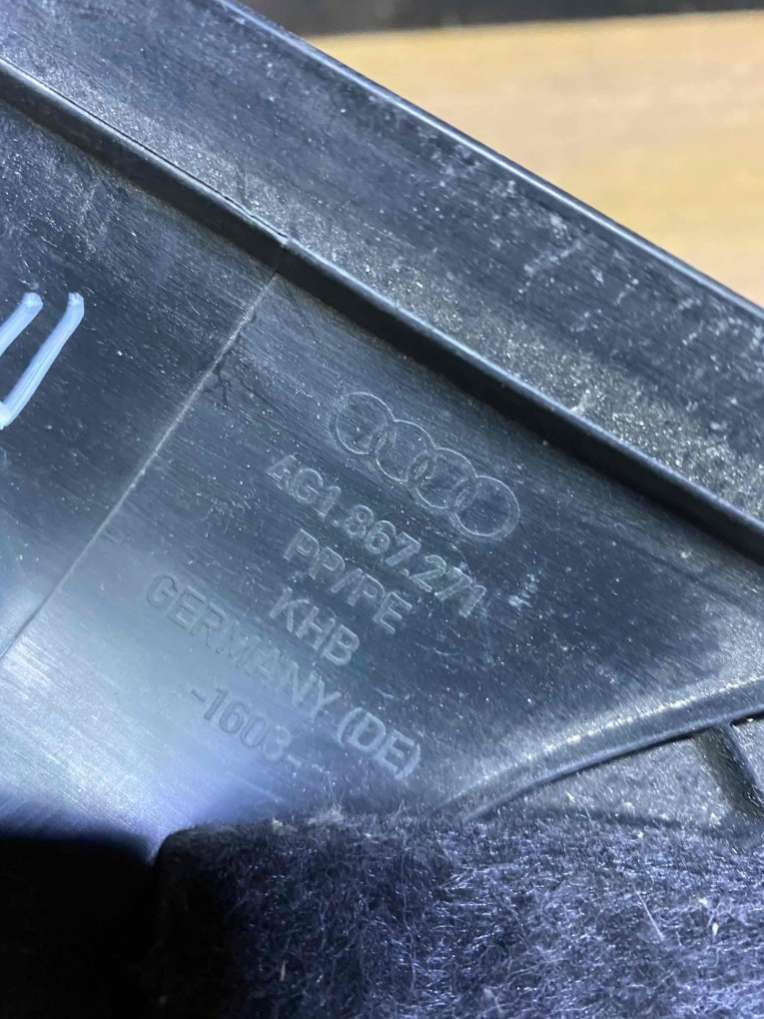 4G1.867.271
PP/PE
KHB
GERMANY (DE)
-1603-